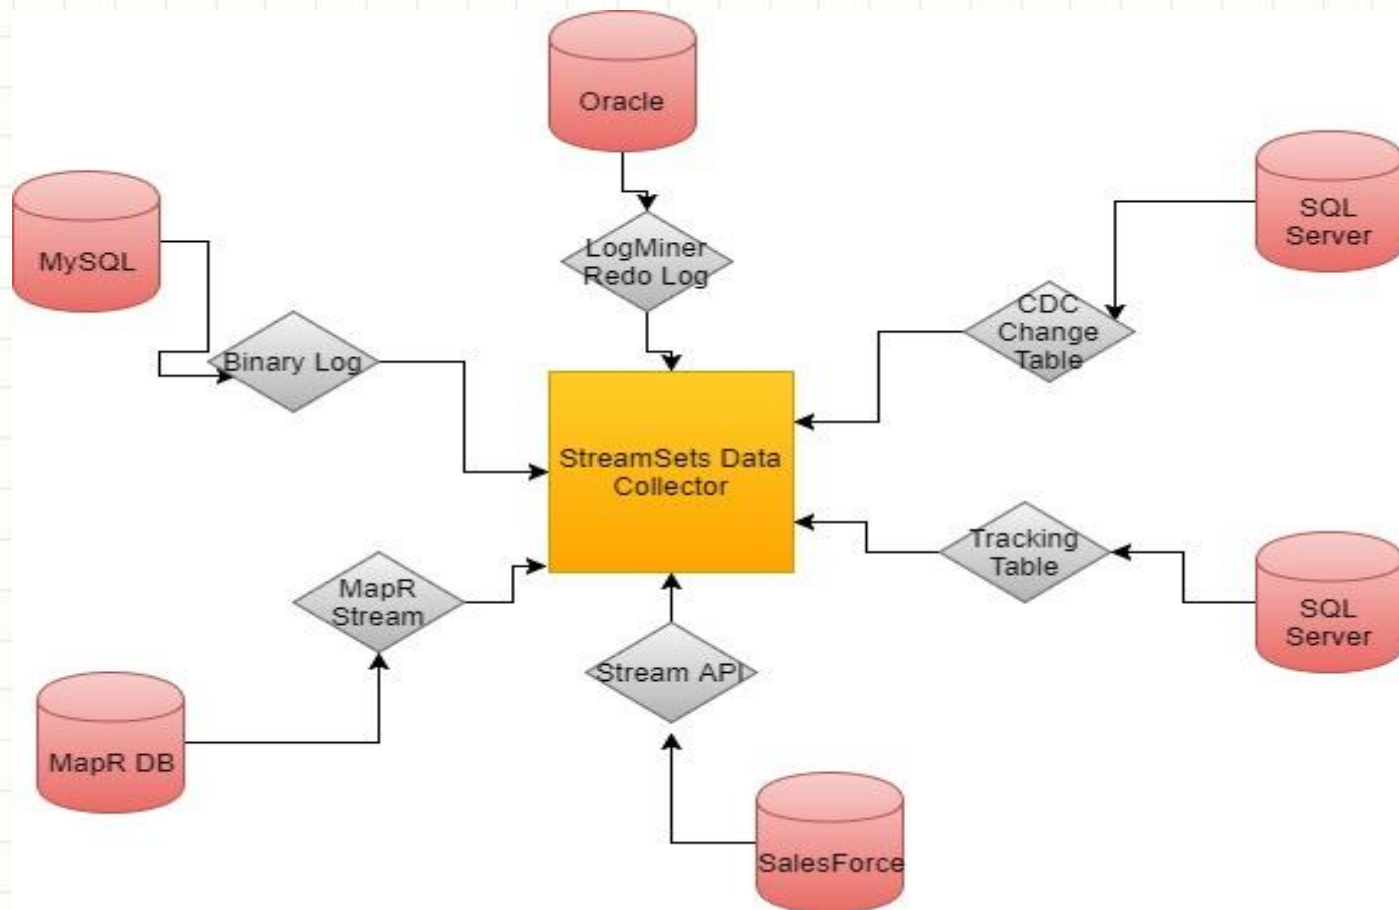 Oracle
MySQL
LogMiner
Redo Log
SQL
Server
Binary Log
CDC
Change
Table
StreamSets Data
Collector
MapR
Stream
Tracking
Table
Stream API
SQL
Server
MapR DB
SalesForce